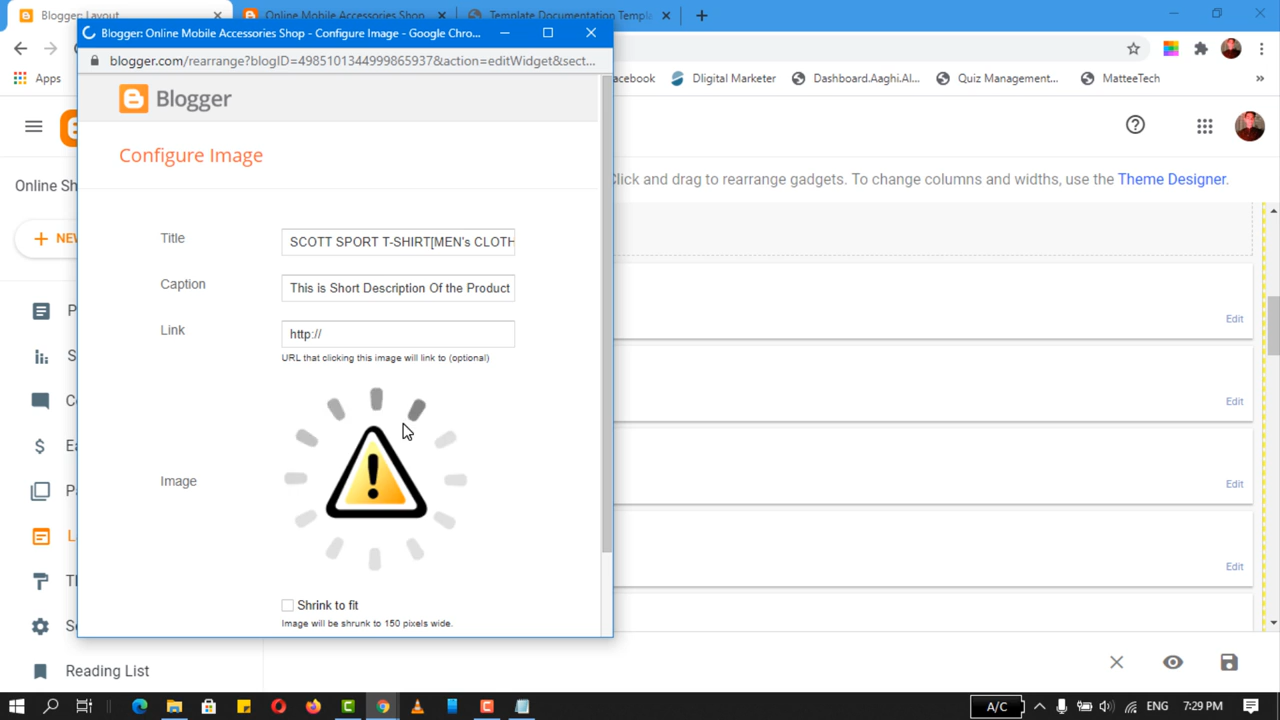 Blogger: Layout
Online Mobile Accessories Shop
Template Documentation Templa
Blogger: Online Mobile Accessories Shop - Configure Image - Google Chro...
blogger.com/rearrange?blogID=4985101344999865937&action=editWidget&sect...
Apps
acebook
Dligital Marketer
Dashboard.Aaghi.Al...
Quiz Management...
MatteeTech
»
Blogger
Configure Image
Online Sh
Click and drag to rearrange gadgets. To change columns and widths, use the Theme Designer.
NEW
Title
SCOTT SPORT T-SHIRT[MEN's CLOTH
Caption
This is Short Description Of the Product
Link
http://
URL that clicking this image will link to (optional)
Image
Shrink to fit
Image will be shrunk to 150 pixels wide.
Edit
Edit
Edit
Edit
Reading List
A/C
ENG
7:29 PM